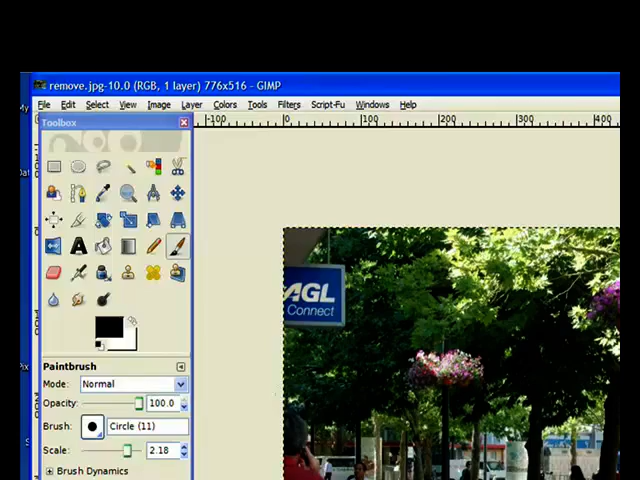 remove.jpg-10.0 (RGB, 1 layer) 776x516 - GIMP
File Edit Select View Image Layer Colors Tools Filters Script-Fu Windows Help
Toolbox
-100 0 100 200 300 400
AGL
Connect
Paintbrush
Mode: Normal
Opacity: 100.0
Brush: Circle (11)
Scale: 2.18
Brush Dynamics